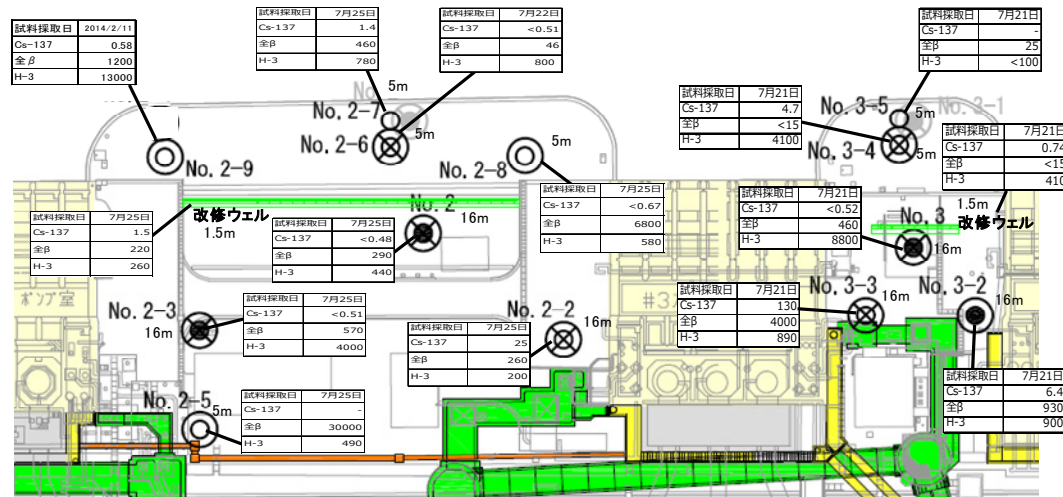 試料採取日 2014/2/11
Cs-137 0.58
全β 1200
H-3 13000
試料採取日 7月25日
Cs-137 1.4
全β 460
H-3 780
試料採取日 7月22日
Cs-137 <0.51
全β 46
H-3 800
試料採取日 7月21日
Cs-137 -
全β 25
H-3 <100
試料採取日 7月21日
Cs-137 4.7
全β <15
H-3 4100
試料採取日 7月21日
Cs-137 0.74
全β <15
H-3 410
5m
No.2-7
No.2-6
5m
No.2-9
No.2-8
5m
No.3-5
No.3-1
5m
No.3-4
5m
試料採取日 7月25日
Cs-137 1.5
全β 220
H-3 260
改修ウェル
1.5m
試料採取日 7月25日
Cs-137 <0.48
全β 290
H-3 440
No.2
16m
試料採取日 7月25日
Cs-137 <0.67
全β 6800
H-3 580
試料採取日 7月21日
Cs-137 <0.52
全β 460
H-3 8800
No.3
16m
1.5m
改修ウェル
ポンプ室
No.2-3
16m
試料採取日 7月25日
Cs-137 <0.51
全β 570
H-3 4000
No.2-2
16m
試料採取日 7月25日
Cs-137 25
全β 260
H-3 200
#3
試料採取日 7月21日
Cs-137 130
全β 4000
H-3 890
No.3-3
16m
No.3-2
16m
No.2-5
5m
試料採取日 7月25日
Cs-137 -
全β 30000
H-3 490
試料採取日 7月21日
Cs-137 6.4
全β 930
H-3 900